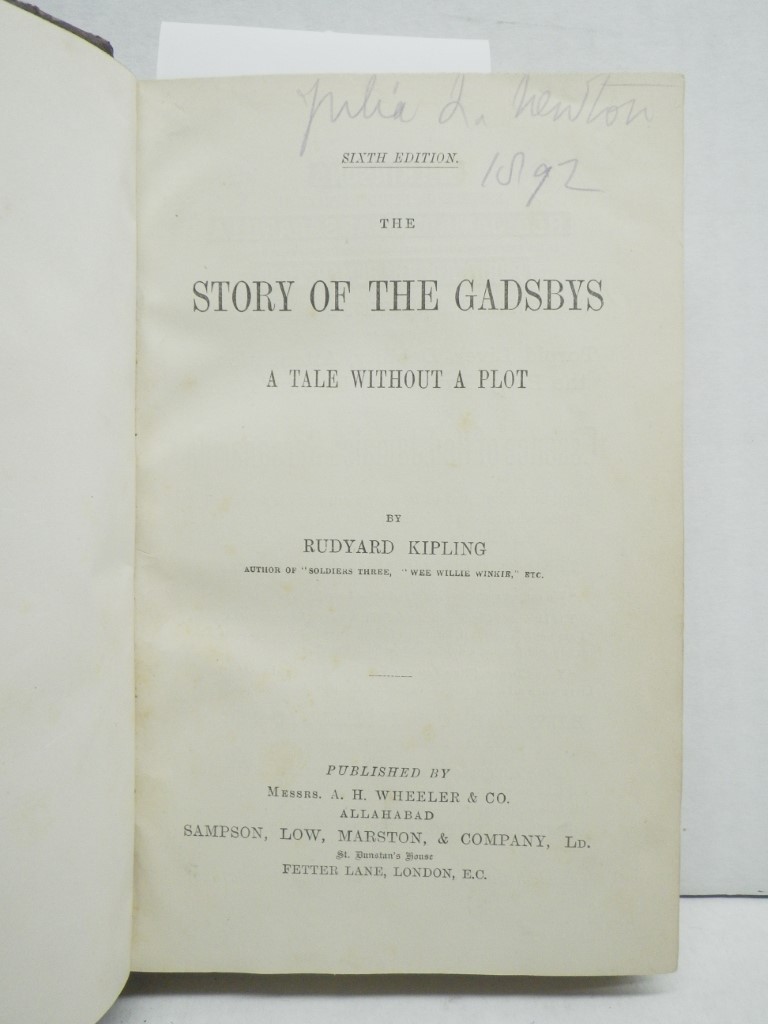 Julia L. Newton
SIXTH EDITION.
1892
THE
STORY OF THE GADSBYS
A TALE WITHOUT A PLOT
BY
RUDYARD KIPLING
AUTHOR OF "SOLDIERS THREE, "WEE WILLIE WINKIE," ETC.
PUBLISHED BY
MESSRS. A. H. WHEELER & CO.
ALLAHABAD
SAMPSON, LOW, MARSTON, & COMPANY, LD.
St. Dunstan's House
FETTER LANE, LONDON, E.C.